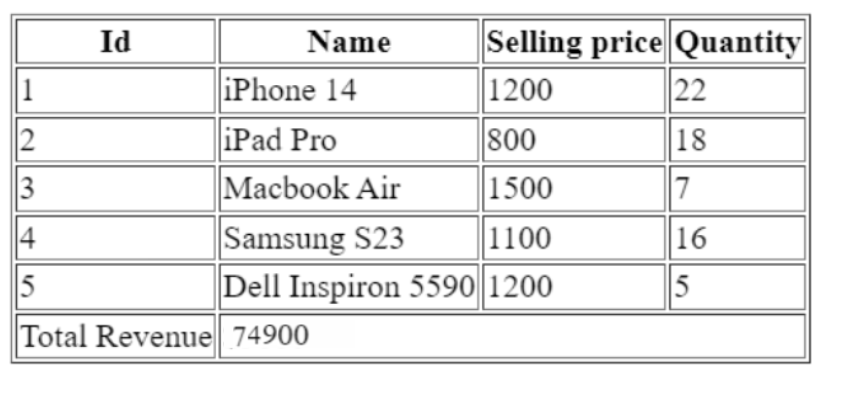 Id Name Selling price Quantity
1 iPhone 14 1200 22
2 iPad Pro 800 18
3 Macbook Air 1500 7
4 Samsung S23 1100 16
5 Dell Inspiron 5590 1200 5
Total Revenue 74900